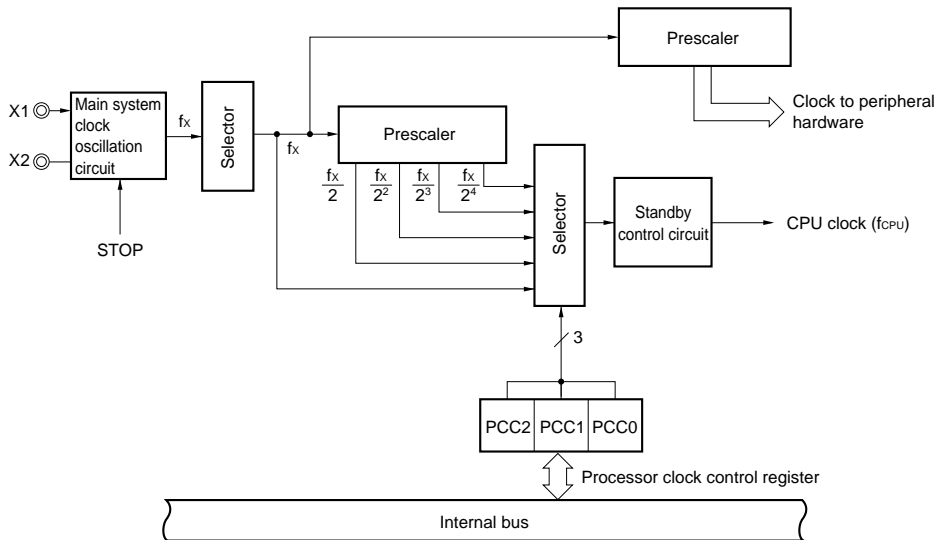 Prescaler
Clock to peripheral
hardware
X1
X2
Main system
clock
oscillation
circuit
STOP
fX
Selector
fX
Prescaler
fX/2
fX/2²
fX/2³
fX/2⁴
Selector
Standby
control circuit
CPU clock (fCPU)
3
PCC2
PCC1
PCC0
Processor clock control register
Internal bus